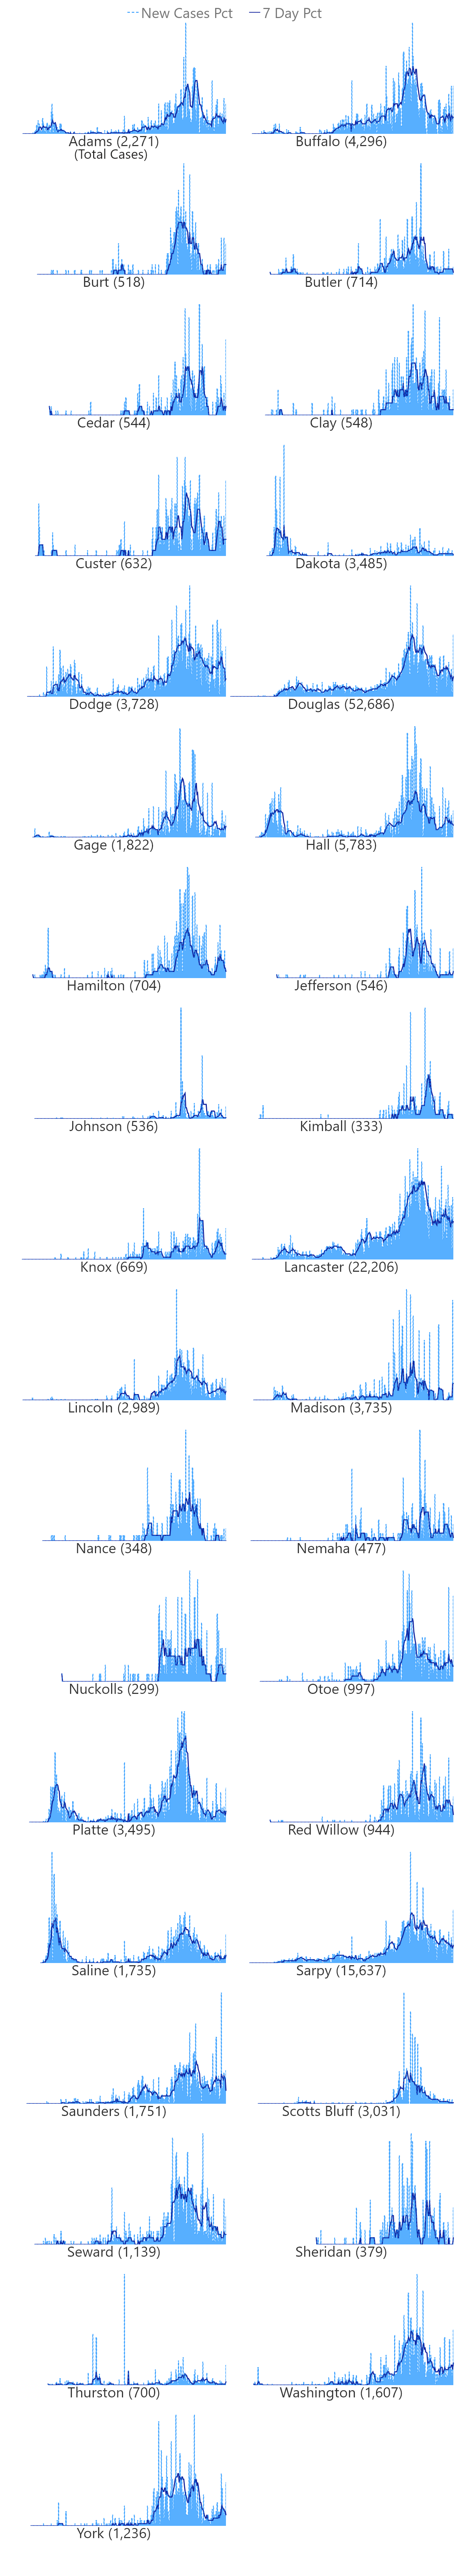 New Cases Pct 7 Day Pct
Adams (2,271) Buffalo (4,296)
(Total Cases)
Burt (518) Butler (714)
Cedar (544) Clay (548)
Custer (632) Dakota (3,485)
Dodge (3,728) Douglas (52,686)
Gage (1,822) Hall (5,783)
Hamilton (704) Jefferson (546)
Johnson (536) Kimball (333)
Knox (669) Lancaster (22,206)
Lincoln (2,989) Madison (3,735)
Nance (348) Nemaha (477)
Nuckolls (299) Otoe (997)
Platte (3,495) Red Willow (944)
Saline (1,735) Sarpy (15,637)
Saunders (1,751) Scotts Bluff (3,031)
Seward (1,139) Sheridan (379)
Thurston (700) Washington (1,607)
York (1,236)